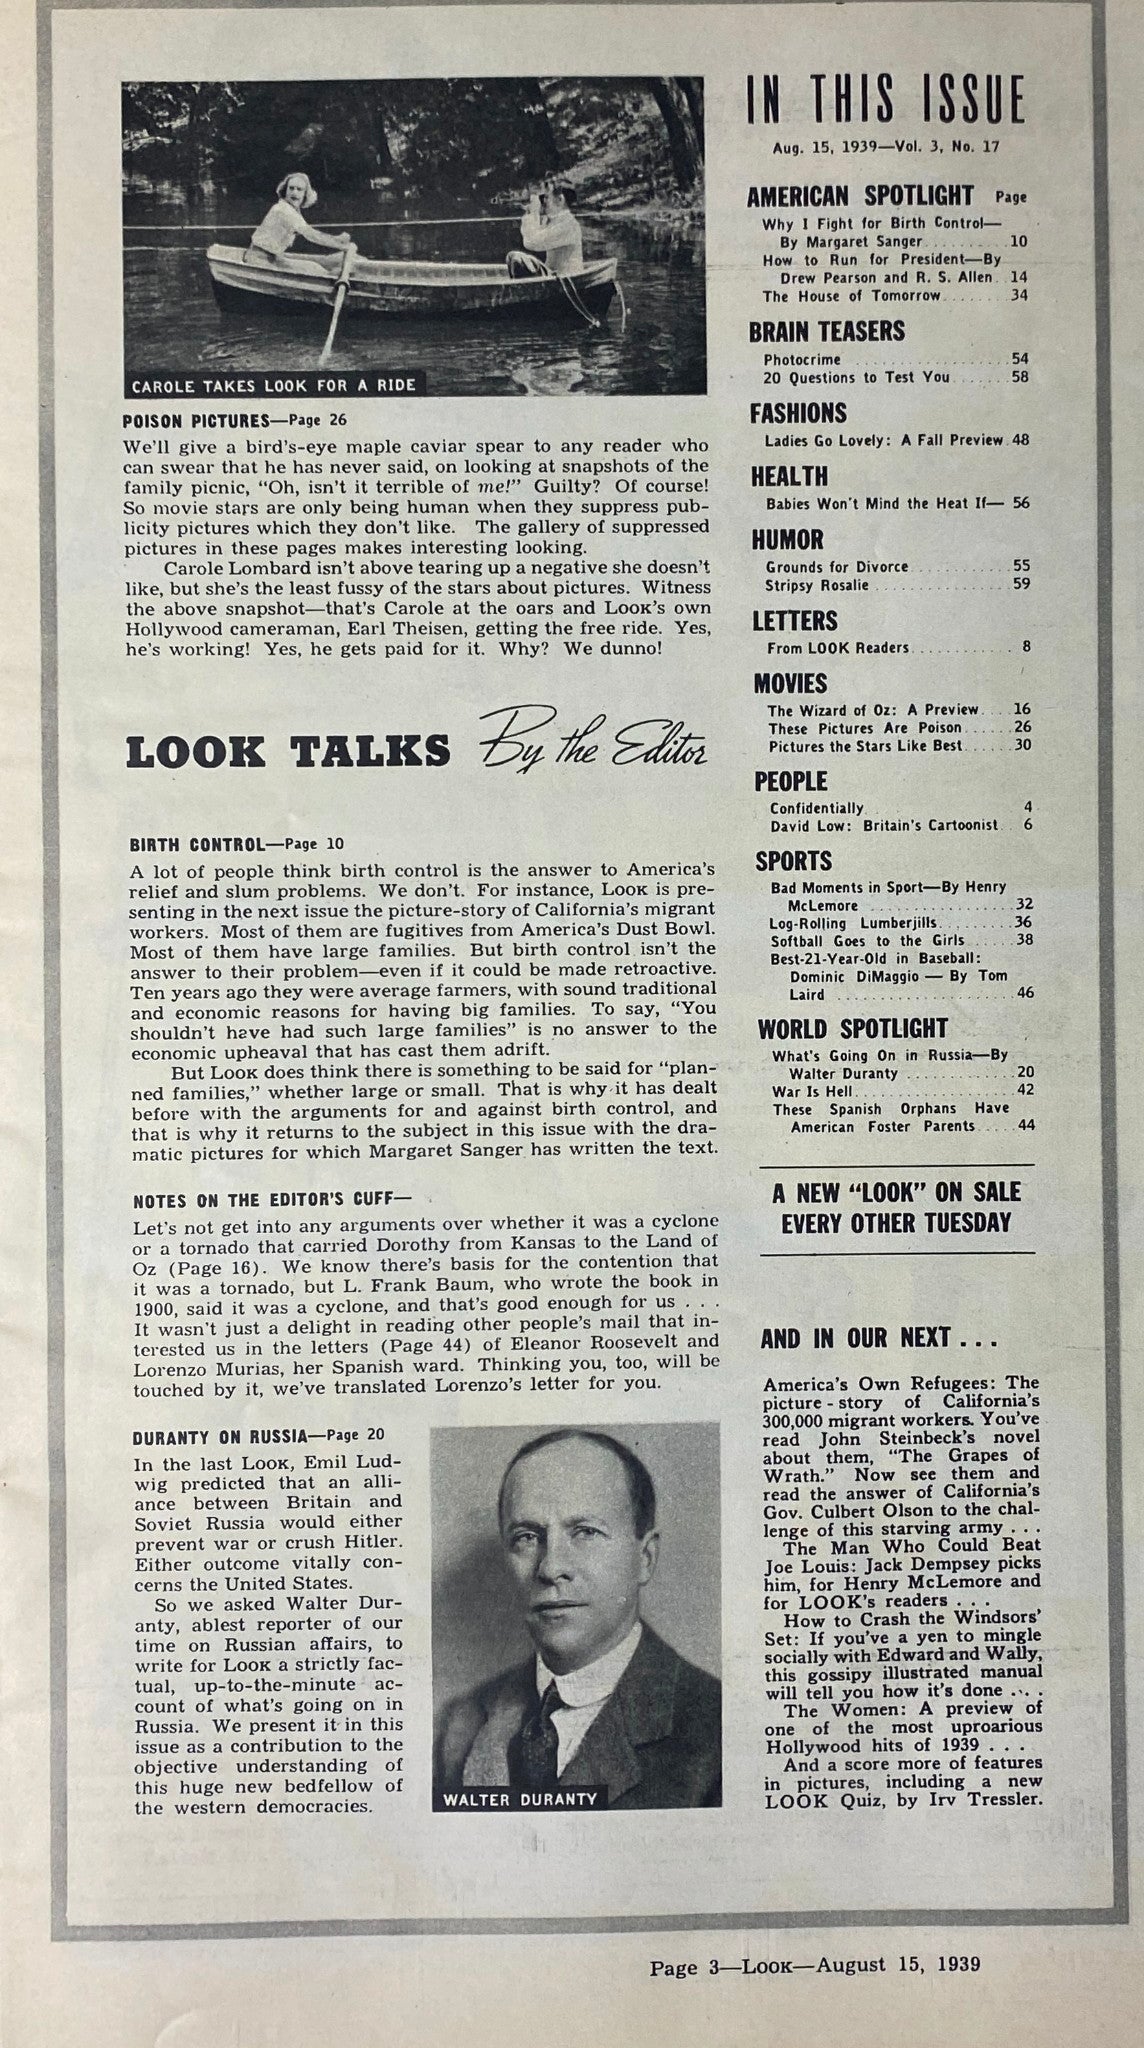 CAROLE TAKES LOOK FOR A RIDE
POISON PICTURES—Page 26
We'll give a bird's-eye maple caviar spear to any reader who
can swear that he has never said, on looking at snapshots of the
family picnic, "Oh, isn't it terrible of me!" Guilty? Of course!
So movie stars are only being human when they suppress pub-
licity pictures which they don't like. The gallery of suppressed
pictures in these pages makes interesting looking.
Carole Lombard isn't above tearing up a negative she doesn't
like, but she's the least fussy of the stars about pictures. Witness
the above snapshot—that's Carole at the oars and LOOK's own
Hollywood cameraman, Earl Theisen, getting the free ride. Yes,
he's working! Yes, he gets paid for it. Why? We dunno!
LOOK TALKS By the Editor
BIRTH CONTROL—Page 10
A lot of people think birth control is the answer to America's
relief and slum problems. We don't. For instance, LOOK is pre-
senting in the next issue the picture-story of California's migrant
workers. Most of them are fugitives from America's Dust Bowl.
Most of them have large families. But birth control isn't the
answer to their problem—even if it could be made retroactive.
Ten years ago they were average farmers, with sound traditional
and economic reasons for having big families. To say, "You
shouldn't have had such large families" is no answer to the
economic upheaval that has cast them adrift.
But LOOK does think there is something to be said for "plan-
ned families," whether large or small. That is why it has dealt
before with the arguments for and against birth control, and
that is why it returns to the subject in this issue with the dra-
matic pictures for which Margaret Sanger has written the text.
NOTES ON THE EDITOR'S CUFF—
Let's not get into any arguments over whether it was a cyclone
or a tornado that carried Dorothy from Kansas to the Land of
Oz (Page 16). We know there's basis for the contention that
it was a tornado, but L. Frank Baum, who wrote the book in
1900, said it was a cyclone, and that's good enough for us . . .
It wasn't just a delight in reading other people's mail that in-
terested us in the letters (Page 44) of Eleanor Roosevelt and
Lorenzo Murias, her Spanish ward. Thinking you, too, will be
touched by it, we've translated Lorenzo's letter for you.
DURANTY ON RUSSIA—Page 20
In the last LOOK, Emil Lud-
wig predicted that an alli-
ance between Britain and
Soviet Russia would either
prevent war or crush Hitler.
Either outcome vitally con-
cerns the United States.
So we asked Walter Dur-
anty, ablest reporter of our
time on Russian affairs, to
write for LOOK a strictly fac-
tual, up-to-the-minute ac-
count of what's going on in
Russia. We present it in this
issue as a contribution to the
objective understanding of
this huge new bedfellow of
the western democracies.
WALTER DURANTY
IN THIS ISSUE
Aug. 15, 1939—Vol. 3, No. 17
AMERICAN SPOTLIGHT Page
Why I Fight for Birth Control—
By Margaret Sanger . . . . . . . . . 10
How to Run for President—By
Drew Pearson and R. S. Allen . . 14
The House of Tomorrow . . . . . . . 34
BRAIN TEASERS
Photocrime . . . . . . . . . . . . . . . . . 54
20 Questions to Test You . . . . . . 58
FASHIONS
Ladies Go Lovely: A Fall Preview . 48
HEALTH
Babies Won't Mind the Heat If— 56
HUMOR
Grounds for Divorce . . . . . . . . . . 55
Stripsy Rosalie . . . . . . . . . . . . . . 59
LETTERS
From LOOK Readers . . . . . . . . . . 8
MOVIES
The Wizard of Oz: A Preview . . . 16
These Pictures Are Poison . . . . . 26
Pictures the Stars Like Best . . . . . 30
PEOPLE
Confidentially . . 4
David Low: Britain's Cartoonist . . 6
SPORTS
Bad Moments in Sport—By Henry
McLemore . . . . . . . . . . . . . . . . 32
Log-Rolling Lumberjills . . . . . . . . 36
Softball Goes to the Girls . . . . . 38
Best-21-Year-Old in Baseball:
Dominic DiMaggio — By Tom
Laird . . . . . . . . . . . . . . . . . . . . 46
WORLD SPOTLIGHT
What's Going On in Russia—By
Walter Duranty . . . . . . . . . . . . 20
War Is Hell . . . . . . . . . . . . . . . . 42
These Spanish Orphans Have
American Foster Parents . . . . . 44
A NEW "LOOK" ON SALE
EVERY OTHER TUESDAY
AND IN OUR NEXT . . .
America's Own Refugees: The
picture-story of California's
300,000 migrant workers. You've
read John Steinbeck's novel
about them, "The Grapes of
Wrath." Now see them and
read the answer of California's
Gov. Culbert Olson to the chal-
lenge of this starving army . . .
The Man Who Could Beat
Joe Louis: Jack Dempsey picks
him, for Henry McLemore and
for LOOK's readers . . .
How to Crash the Windsors'
Set: If you've a yen to mingle
socially with Edward and Wally,
this gossipy illustrated manual
will tell you how it's done . . .
The Women: A preview of
one of the most uproarious
Hollywood hits of 1939 . . .
And a score more of features
in pictures, including a new
LOOK Quiz, by Irv Tressler.
Page 3—LOOK—August 15, 1939